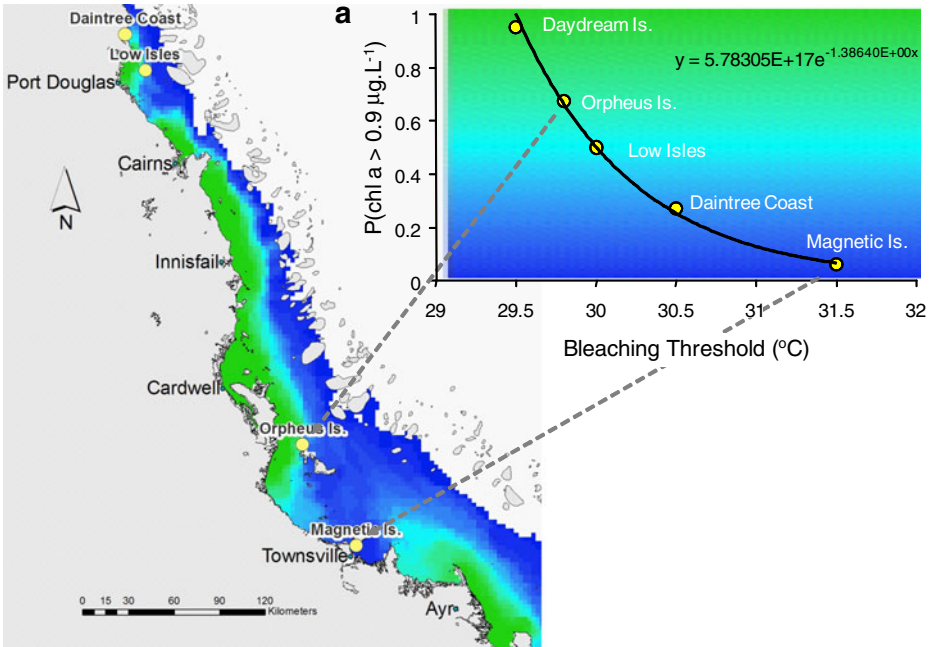 a
Daintree Coast
Low Isles
Port Douglas
Cairns
N
Innisfail
Cardwell
Orpheus Is.
Magnetic Is.
Townsville
Ayr
0 15 30 60 90 120
Kilometers
P(chl a > 0.9 µg.L⁻¹)
1
0.8
0.6
0.4
0.2
0
Daydream Is.
y = 5.78305E+17e^-1.38640E+00x
Orpheus Is.
Low Isles
Daintree Coast
Magnetic Is.
29 29.5 30 30.5 31 31.5 32
Bleaching Threshold (°C)